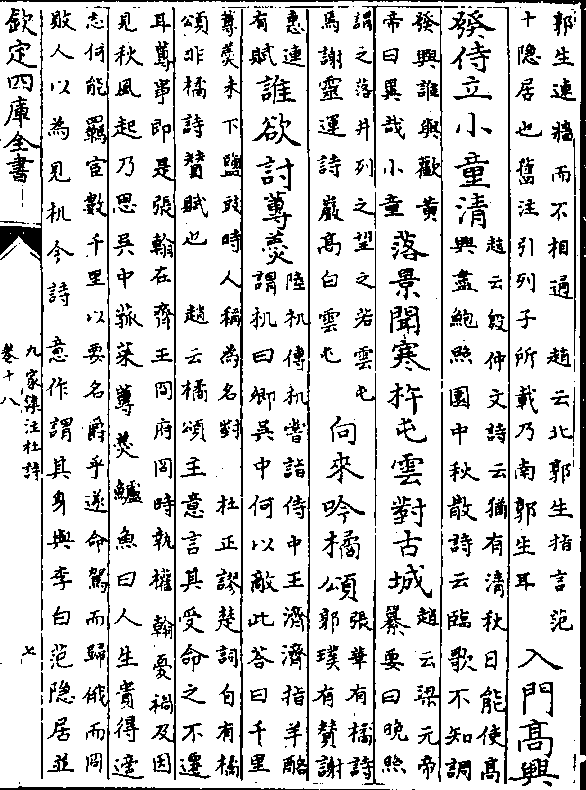 郭生連牆而不相通　趙云北郭生指言范
十隱居也舊注引列子所載乃南郭生耳
入門高興
發侍立小童清
趙云殷仲文詩云猶有清秋日能使高
興盡鮑照園中秋散詩云臨歌不知調
發興誰與歡黄
帝曰異哉小童
落景聞寒杵屯雲對古城
趙云梁元帝
纂要曰晚照
謂之落井列之望之若雲屯
馬謝靈運詩巖高白雲屯
向來吟橘頌
張華有橘詩
郭璞有贊謝
惠連
有賦
誰欲討蓴羮
陸机傳机嘗詣侍中王濟濟指羊酪
謂机曰卿吳中何以敵此答曰千里
蓴羮未下鹽豉時人稱為名對　杜正謬楚詞自有橘
頌非橘詩贊賦也　趙云橘頌主意言其受命之不遷
耳蓴事即是張翰在齊王冏府冏時執權翰憂禍及因
見秋風起乃思吳中菰菜蓴羮鱸魚曰人生貴得適
志何能羈宦數千里以要名爵乎遂命駕而歸俄而冏
敗人以為見机今詩意作謂其身與李白范隱居並
欽定四庫全書
九家集注杜詩
卷十八
七